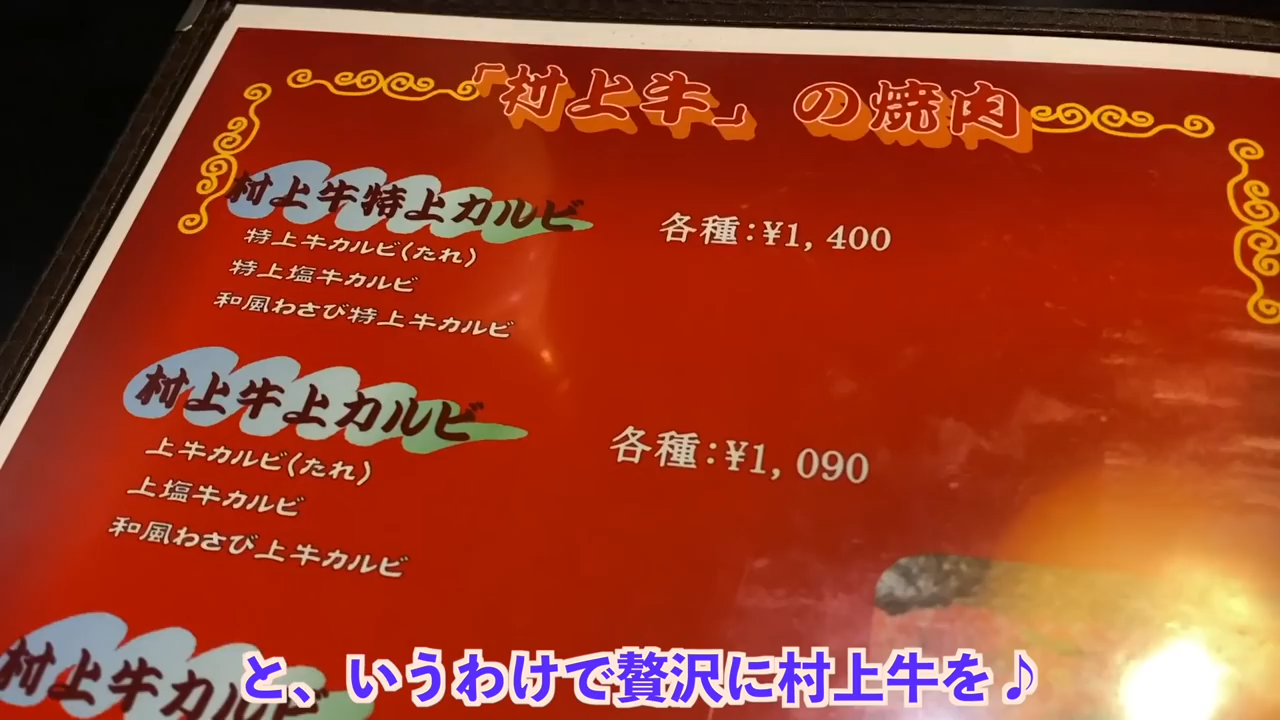 「村上牛」の焼肉
村上牛特上カルビ
各種:¥1,400
特上牛カルビ(たれ)
特上塩牛カルビ
和風わさび特上牛カルビ
村上牛上カルビ
各種:¥1,090
上牛カルビ(たれ)
上塩牛カルビ
和風わさび上牛カルビ
村上牛カルビ
と、いうわけで贅沢に村上牛を♪